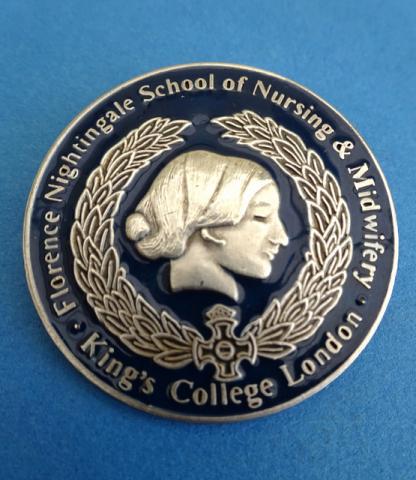 Florence Nightingale School of Nursing & Midwifery
King's College London